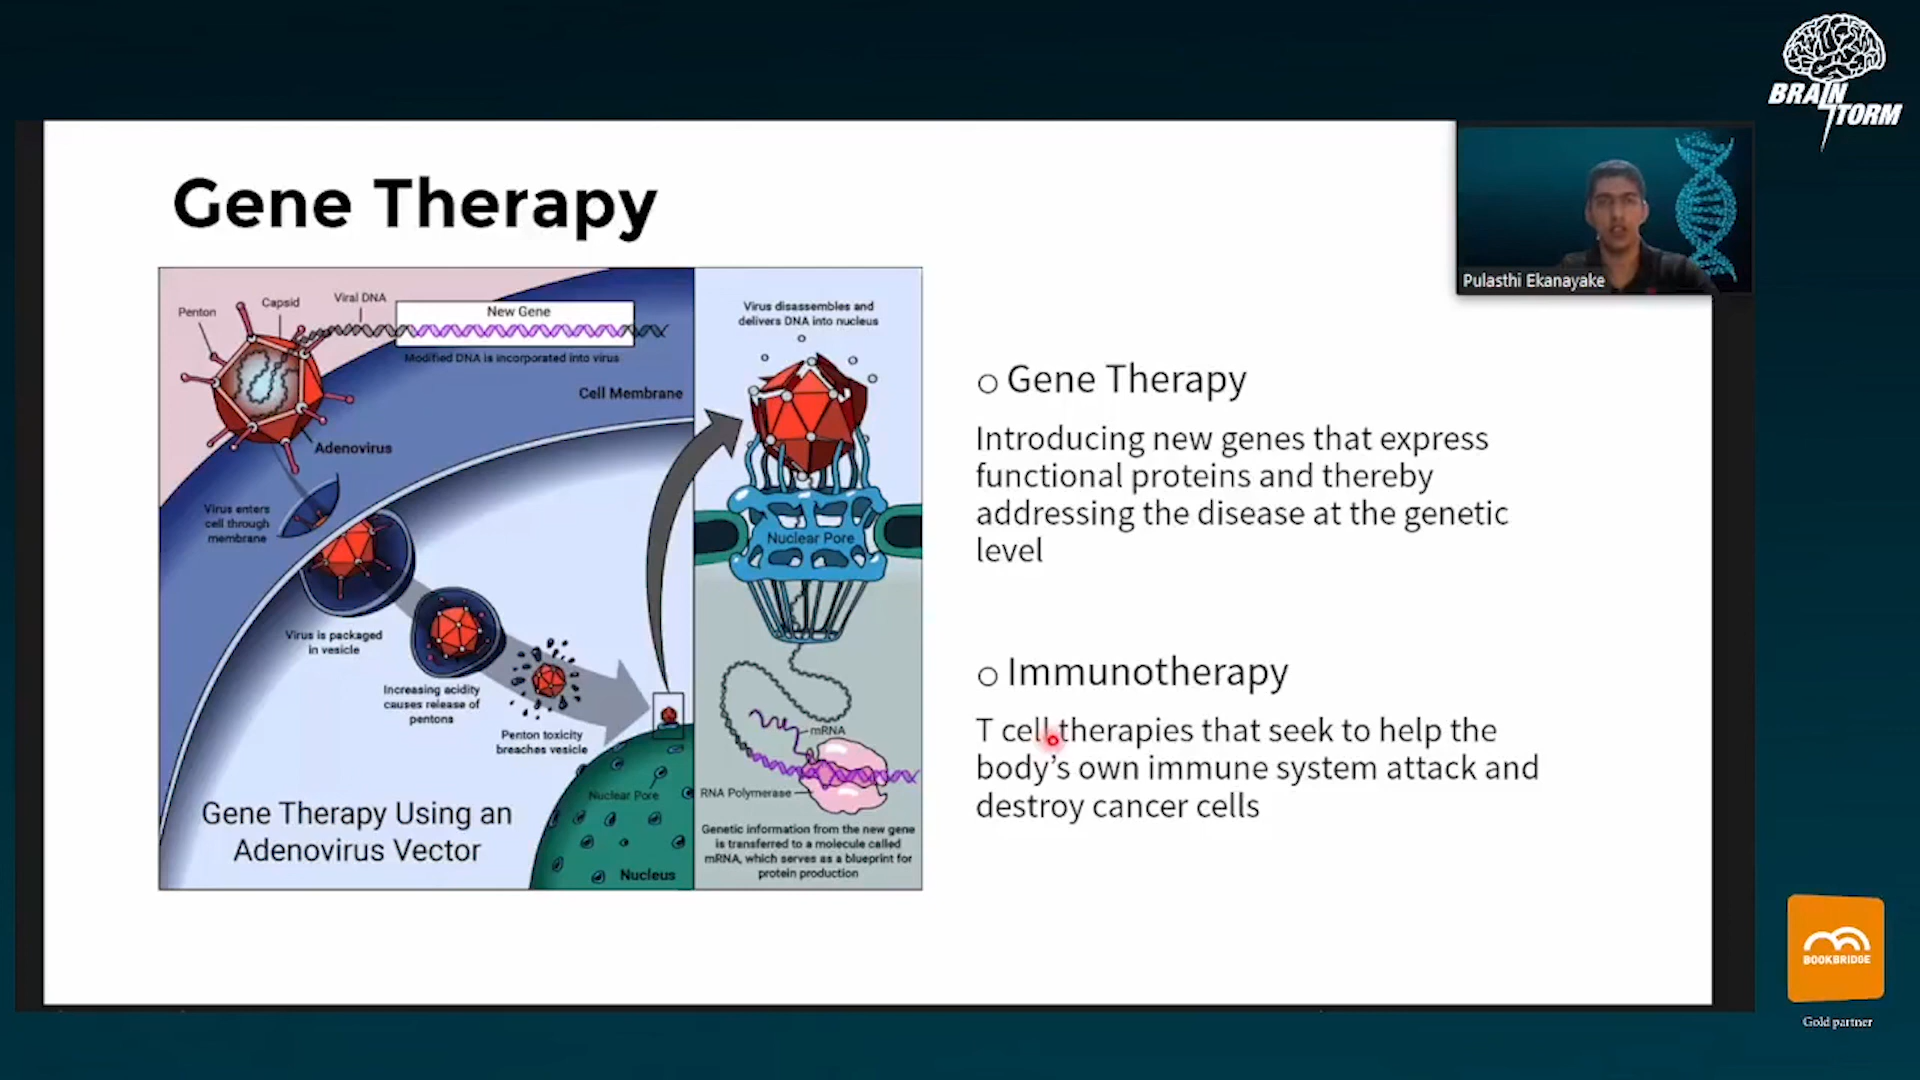 BRAIN
STORM
Gene Therapy
Pulasthi Ekanayake
Penton
Capsid
Viral DNA
New Gene
Modified DNA is incorporated into virus
Cell Membrane
Adenovirus
Virus enters
cell through
membrane
Virus is packaged
in vesicle
Increasing acidity
causes release of
pentons
Penton toxicity
breaches vesicle
Nuclear Pore
Nucleus
Gene Therapy Using an
Adenovirus Vector
Virus disassembles and
delivers DNA into nucleus
Nuclear Pore
mRNA
RNA Polymerase
Genetic information from the new gene
is transferred to a molecule called
mRNA, which serves as a blueprint for
protein production
Gene Therapy
Introducing new genes that express
functional proteins and thereby
addressing the disease at the genetic
level
Immunotherapy
T cell therapies that seek to help the
body’s own immune system attack and
destroy cancer cells
BOOKBRIDGE
Gold partner